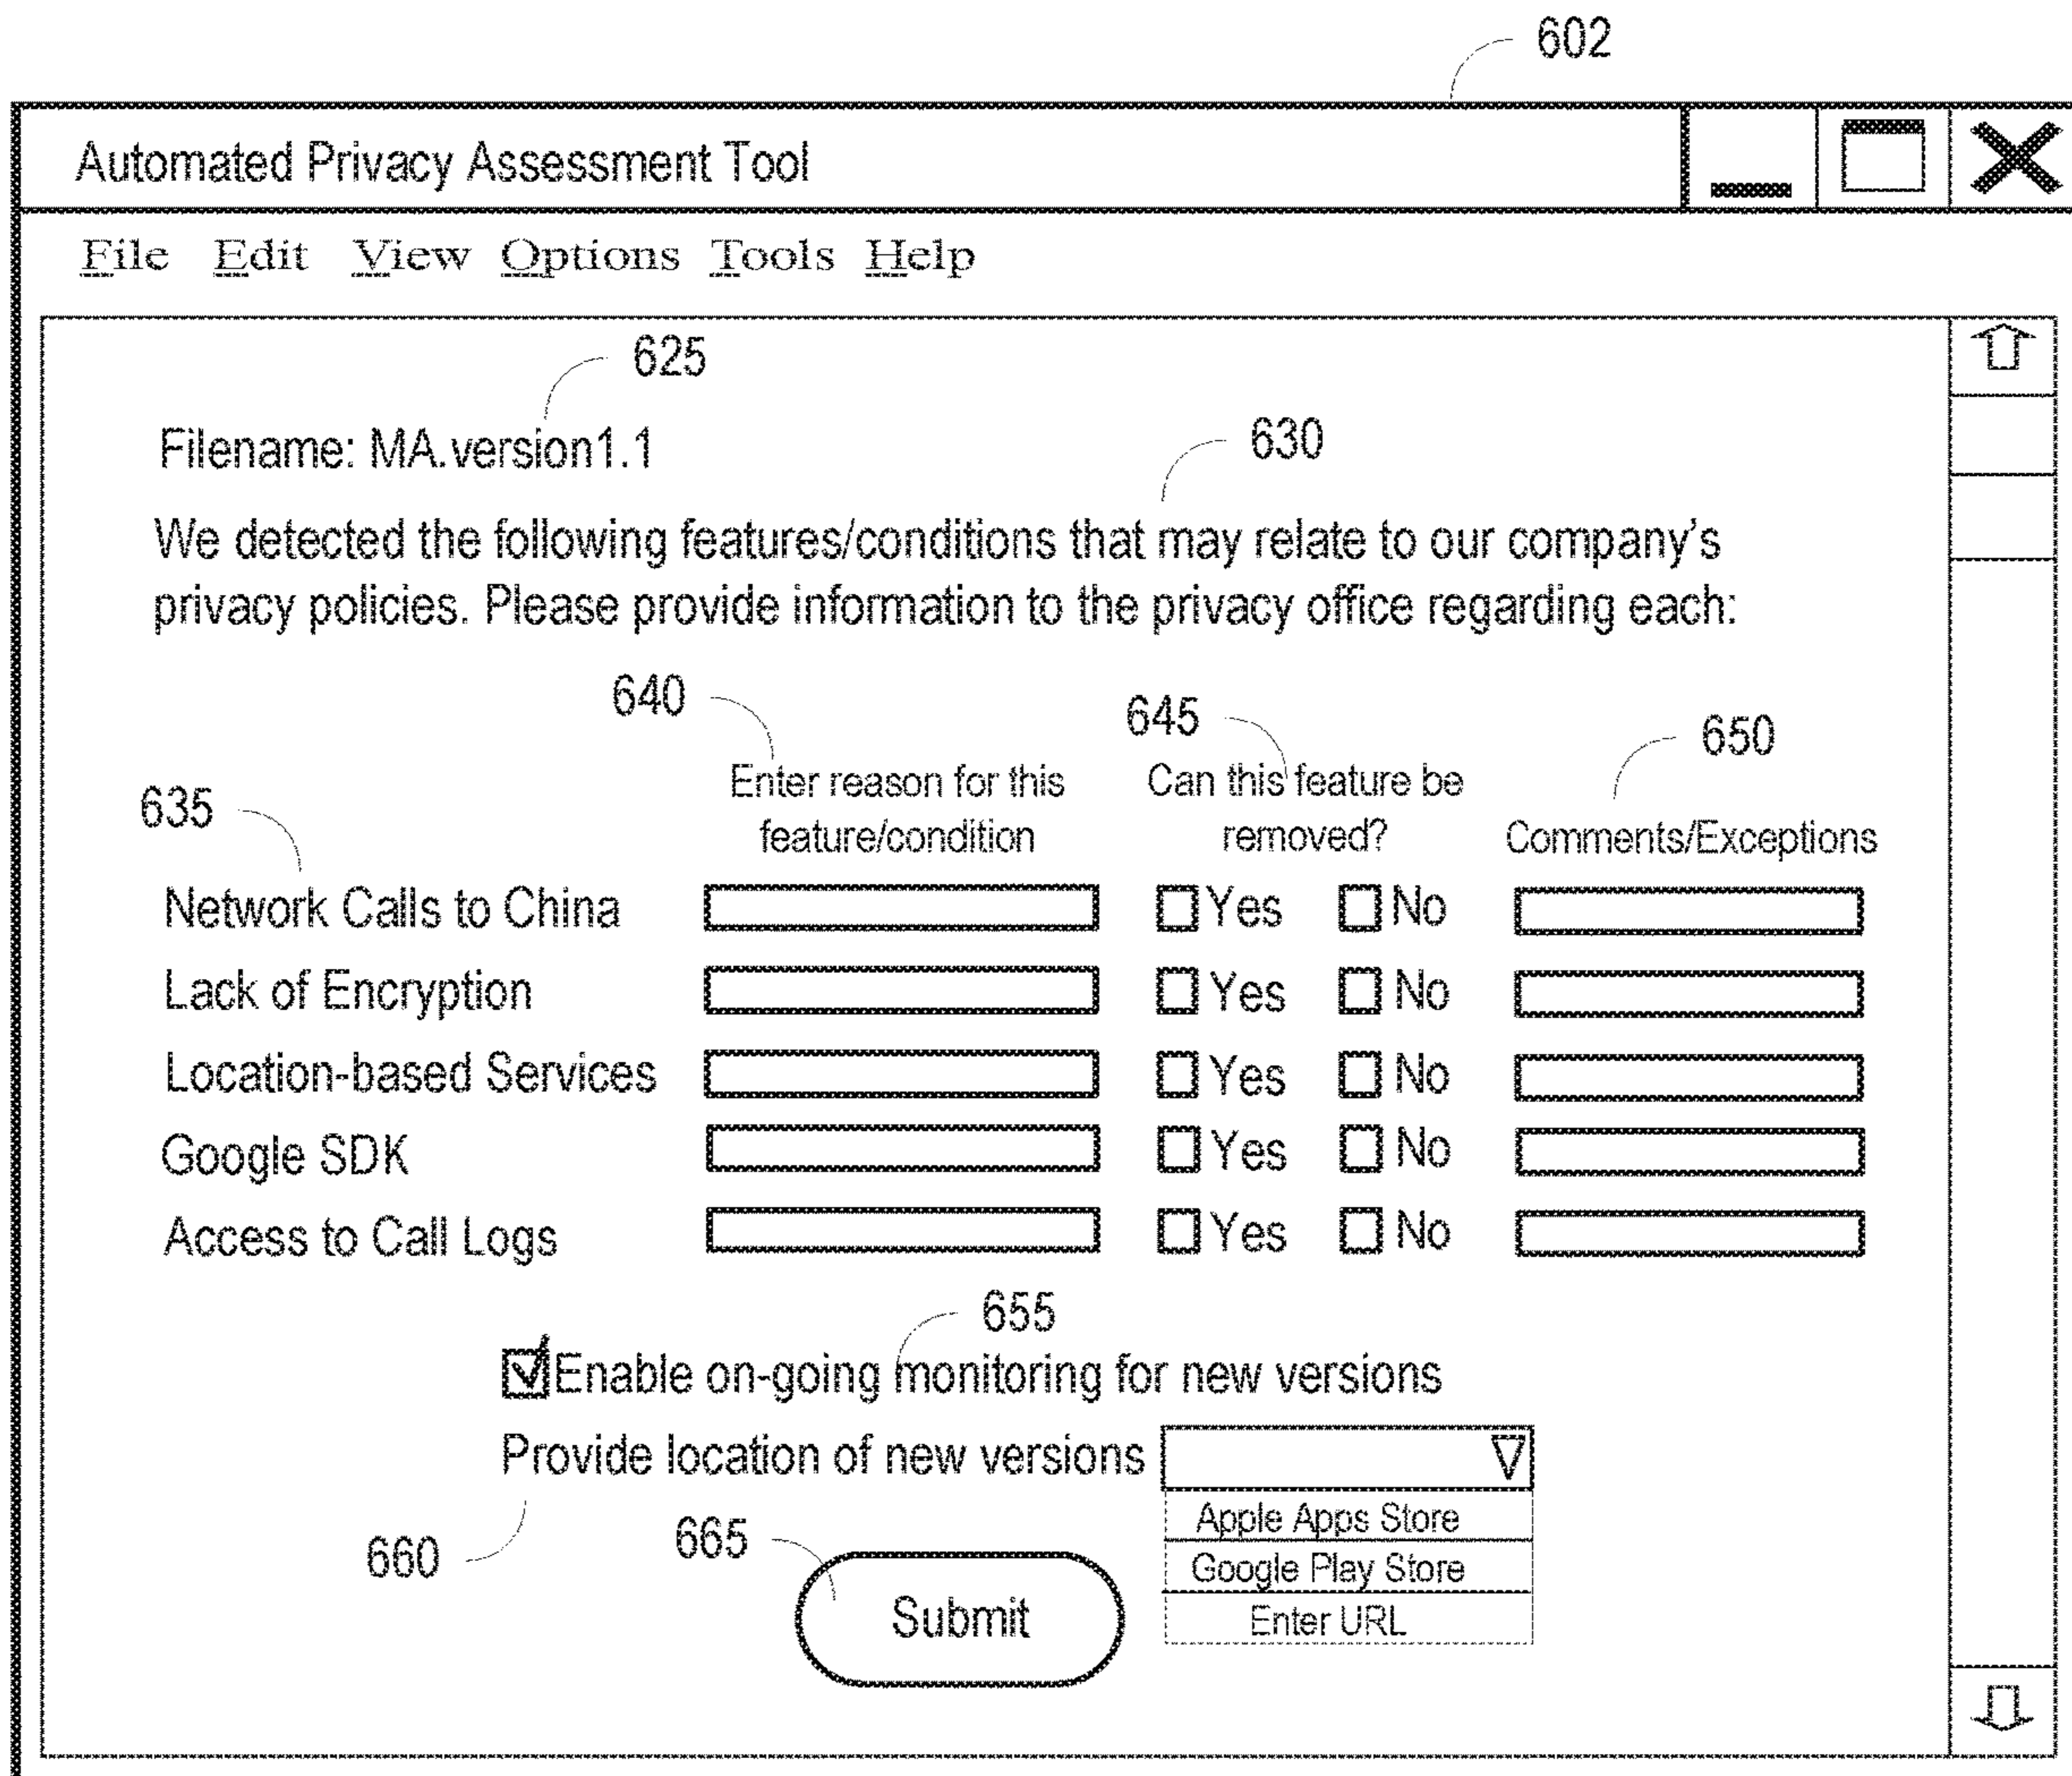 602
Automated Privacy Assessment Tool
File Edit View Options Tools Help
625
Filename: MA.version1.1
630
We detected the following features/conditions that may relate to our company's
privacy policies. Please provide information to the privacy office regarding each:
640
645
650
Enter reason for this
feature/condition
Can this feature be
removed?
Comments/Exceptions
635
Network Calls to China Yes No
Lack of Encryption Yes No
Location-based Services Yes No
Google SDK Yes No
Access to Call Logs Yes No
655
Enable on-going monitoring for new versions
Provide location of new versions
Apple Apps Store
Google Play Store
Enter URL
660
665
Submit